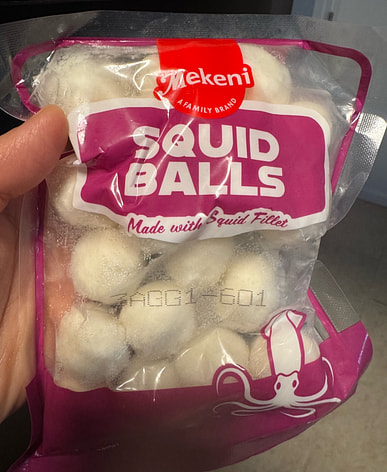 Mekeni
A FAMILY BRAND
SQUID
BALLS
Made with Squid Fillet